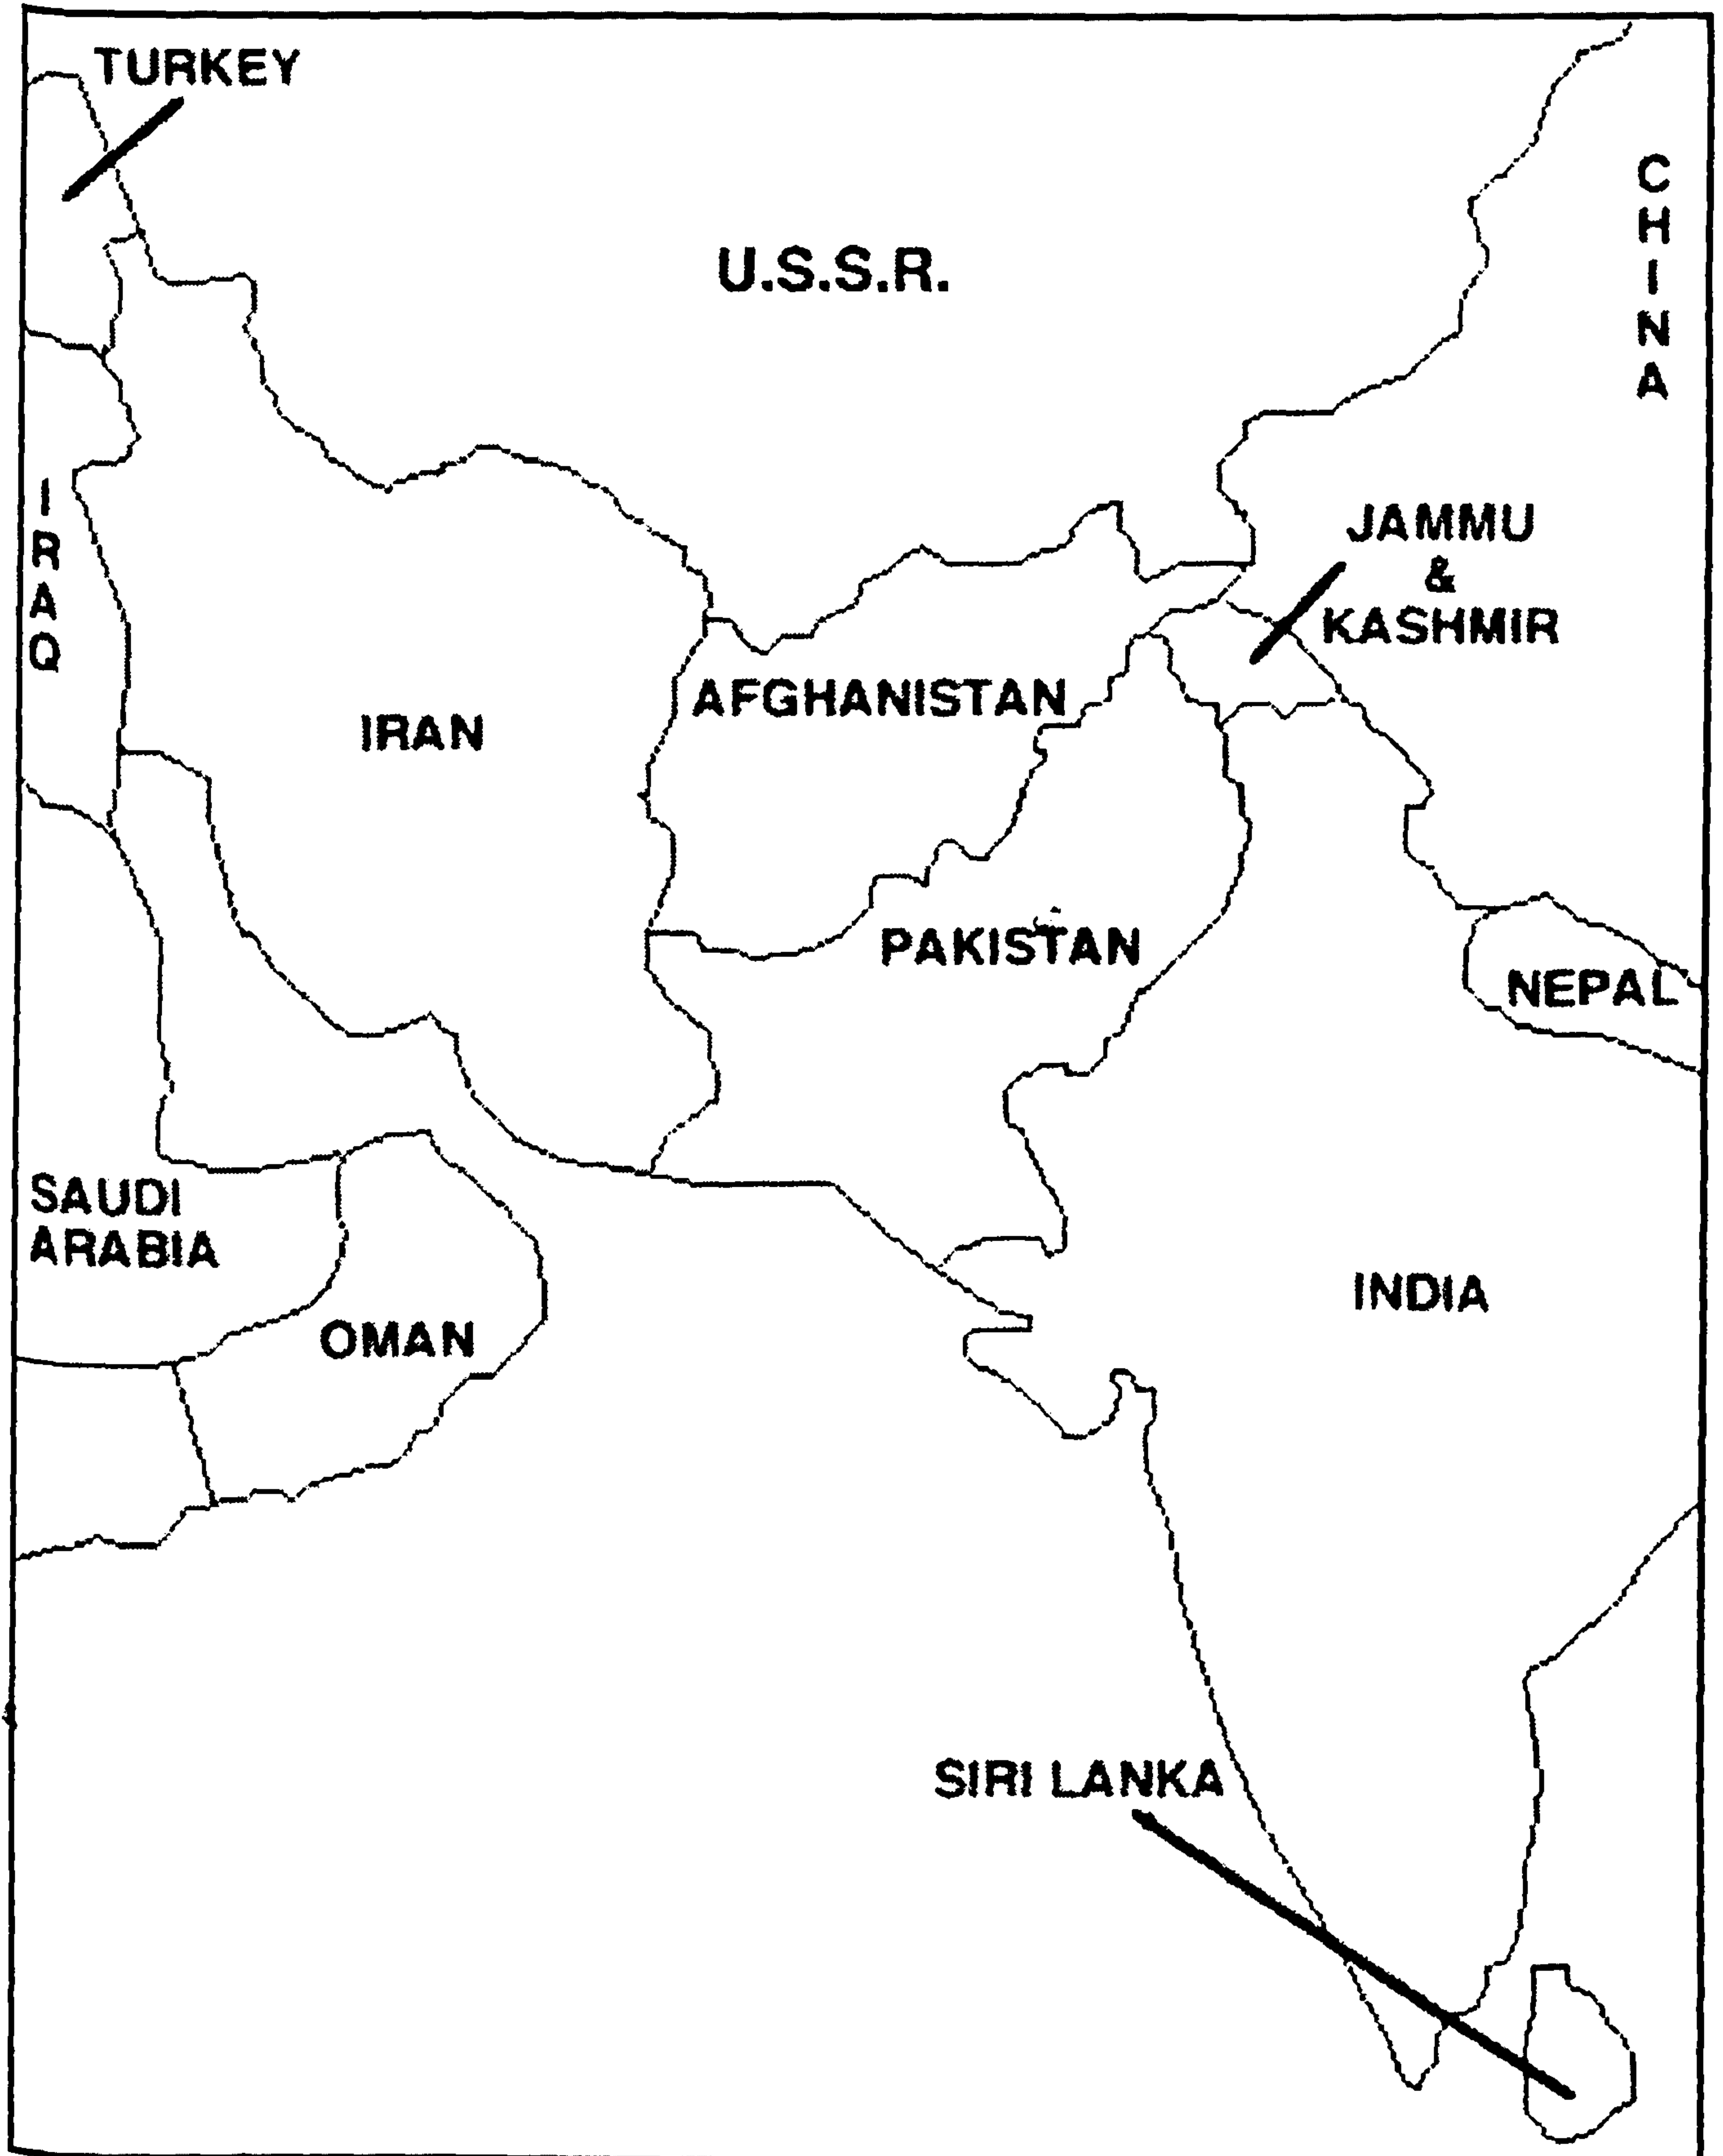 TURKEY
U.S.S.R.
CHINA
IRAQ
JAMMU
&
KASHMIR
AFGHANISTAN
IRAN
PAKISTAN
NEPAL
SAUDI
ARABIA
OMAN
INDIA
SIRI LANKA